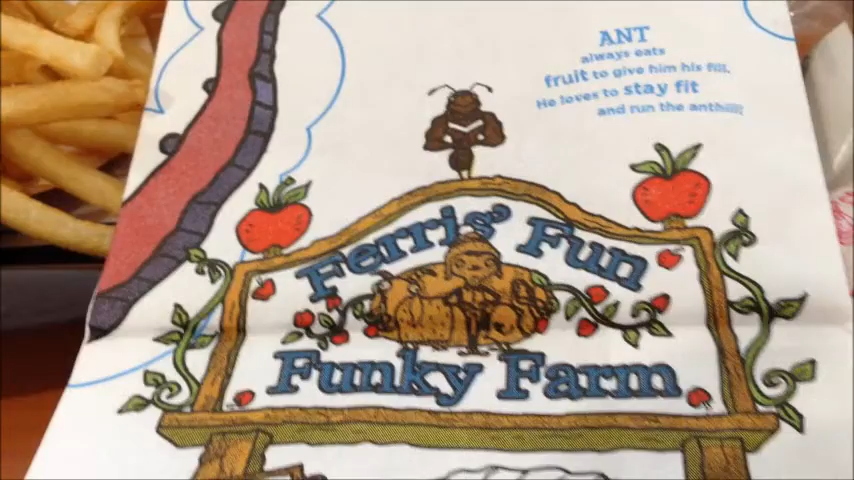 ANT
always eats
fruit to give him his fill.
He loves to stay fit
and run the anthill!
Ferris' Fun
Funky Farm